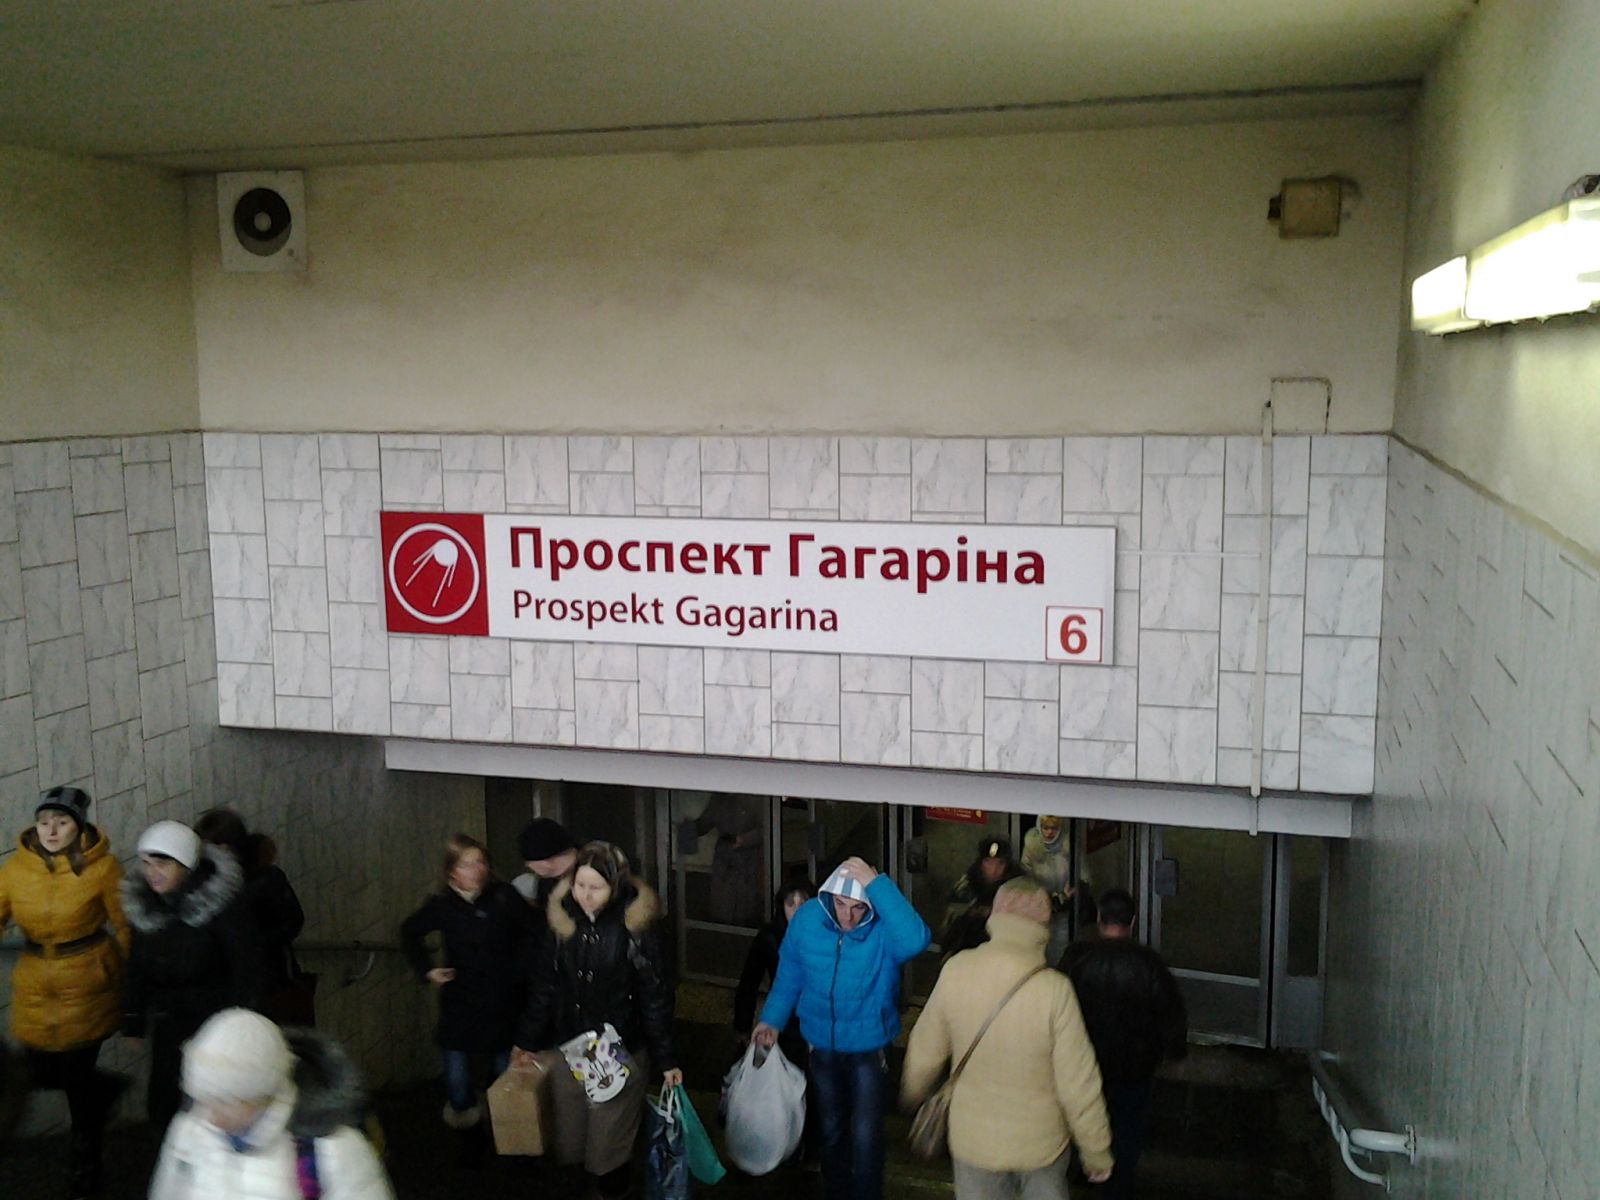 Проспект Гагаріна
Prospekt Gagarina
6